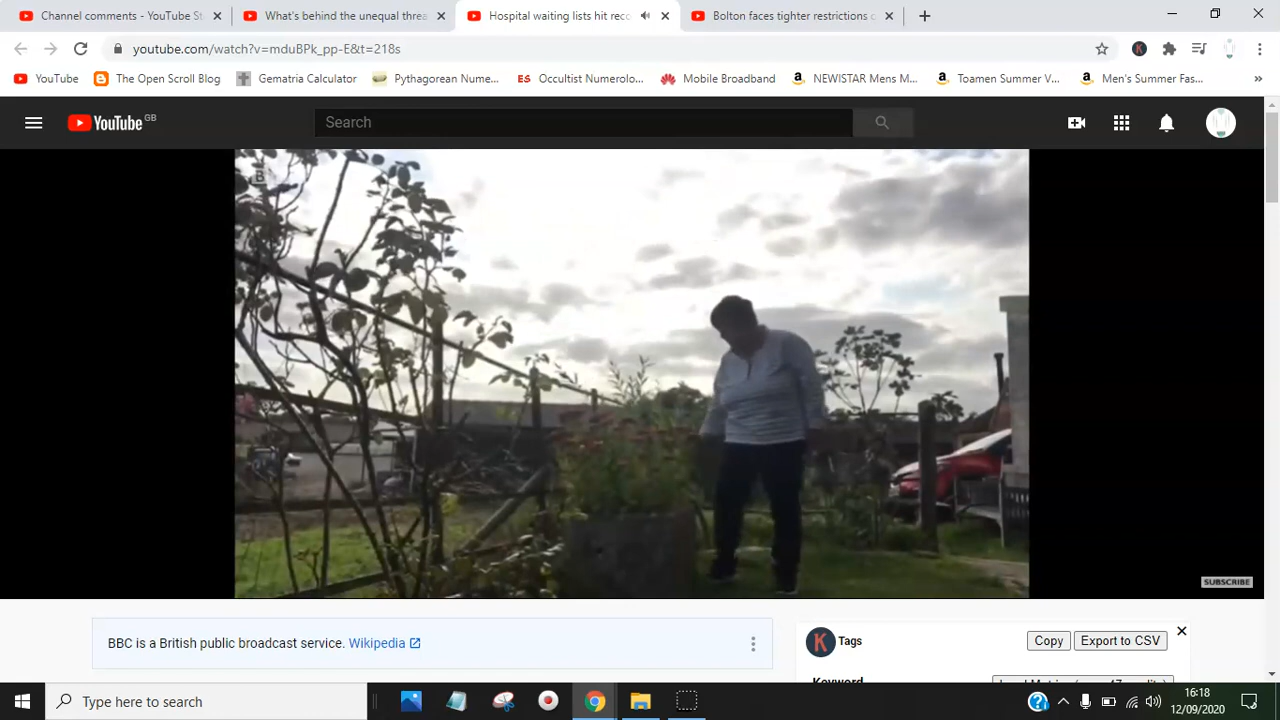 Channel comments - YouTube St
What's behind the unequal threa
Hospital waiting lists hit reco
Bolton faces tighter restrictions c
youtube.com/watch?v=mduBPk_pp-E&t=218s
K
YouTube
The Open Scroll Blog
Gematria Calculator
Pythagorean Nume...
ES Occultist Numerolo...
Mobile Broadband
NEWISTAR Mens M...
Toamen Summer V...
Men's Summer Fas...
»
YouTube GB
Search
B
SUBSCRIBE
BBC is a British public broadcast service. Wikipedia
K Tags
Copy
Export to CSV
Keyword
Type here to search
16:18
12/09/2020